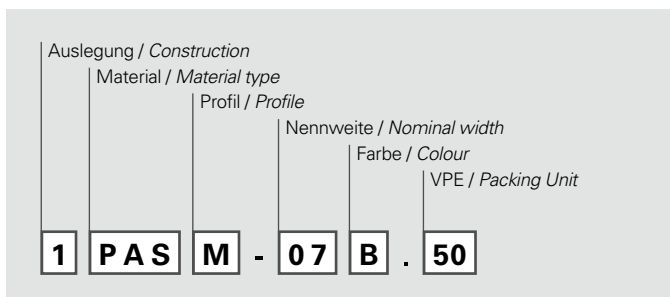 Auslegung / Construction
Material / Material type
Profil / Profile
Nennweite / Nominal width
Farbe / Colour
VPE / Packing Unit
1 PAS M - 07 B . 50